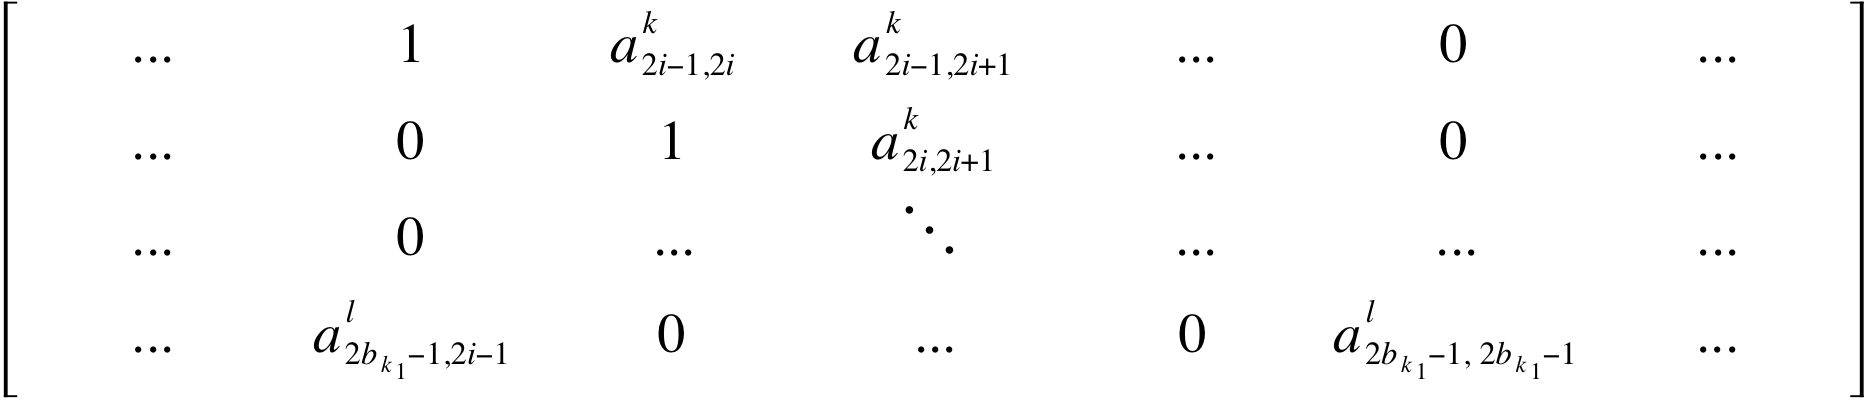 [ ... 1 a^k_{2i−1,2i} a^k_{2i−1,2i+1} ... 0 ...
... 0 1 a^k_{2i,2i+1} ... 0 ...
... 0 ... ⋱ ... ... ...
... a^l_{2b_{k_1}−1,2i−1} 0 ... 0 a^l_{2b_{k_1}−1, 2b_{k_1}−1} ... ]